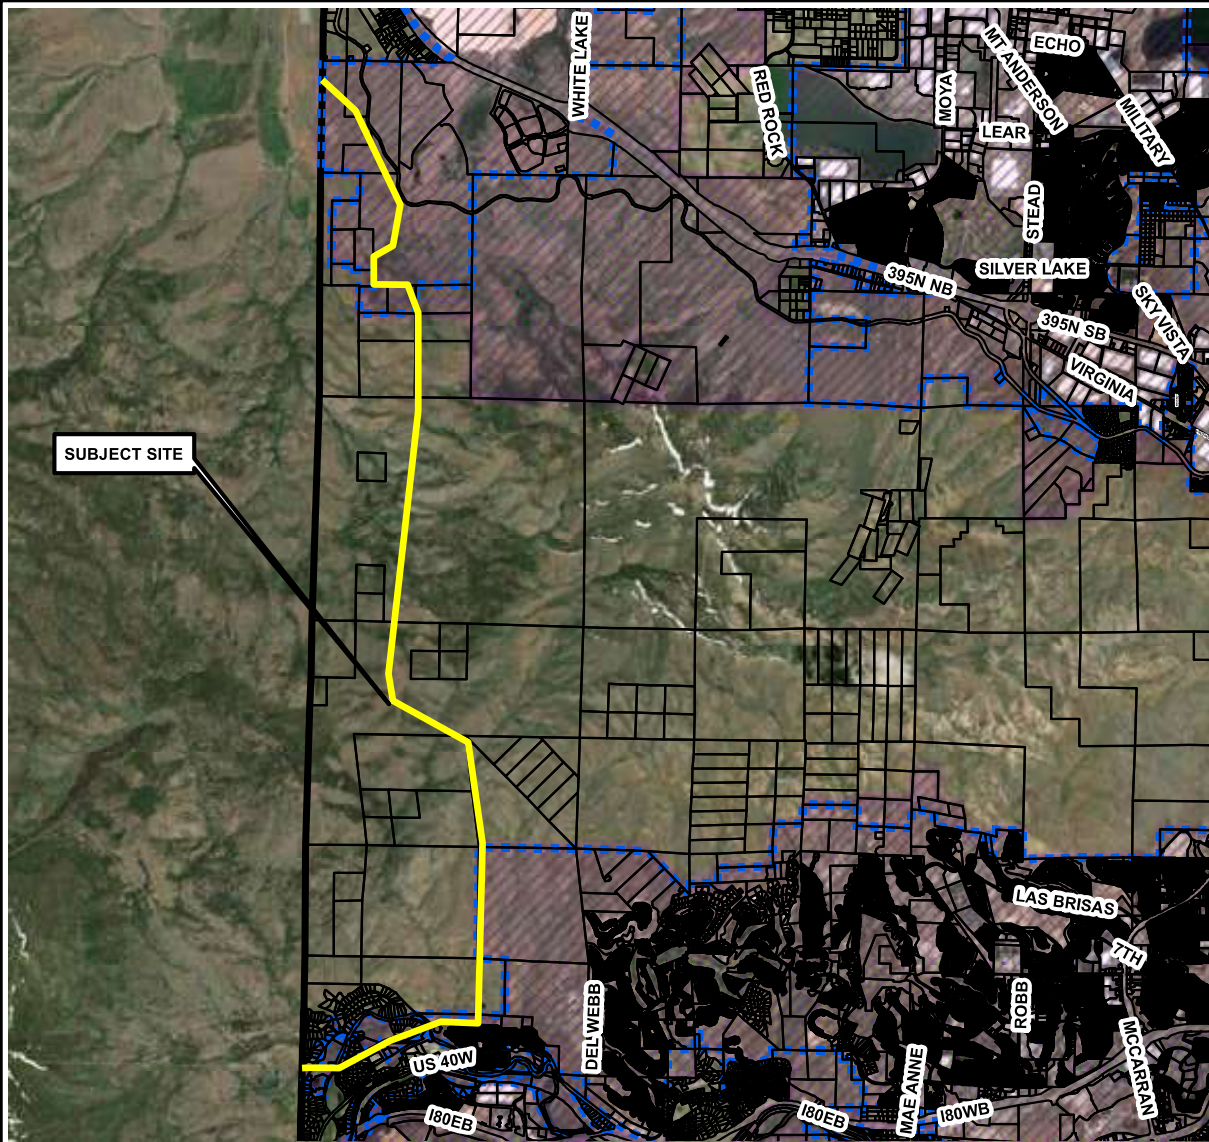 WHITE LAKE
RED ROCK
MOYA
MT ANDERSON
ECHO
LEAR
MILITARY
STEAD
SILVER LAKE
395N NB
395N SB
SKY VISTA
VIRGINIA
SUBJECT SITE
LAS BRISAS
7TH
DEL WEBB
ROBB
US 40W
MAE ANNE
MCCARRAN
I80EB
I80EB
I80WB